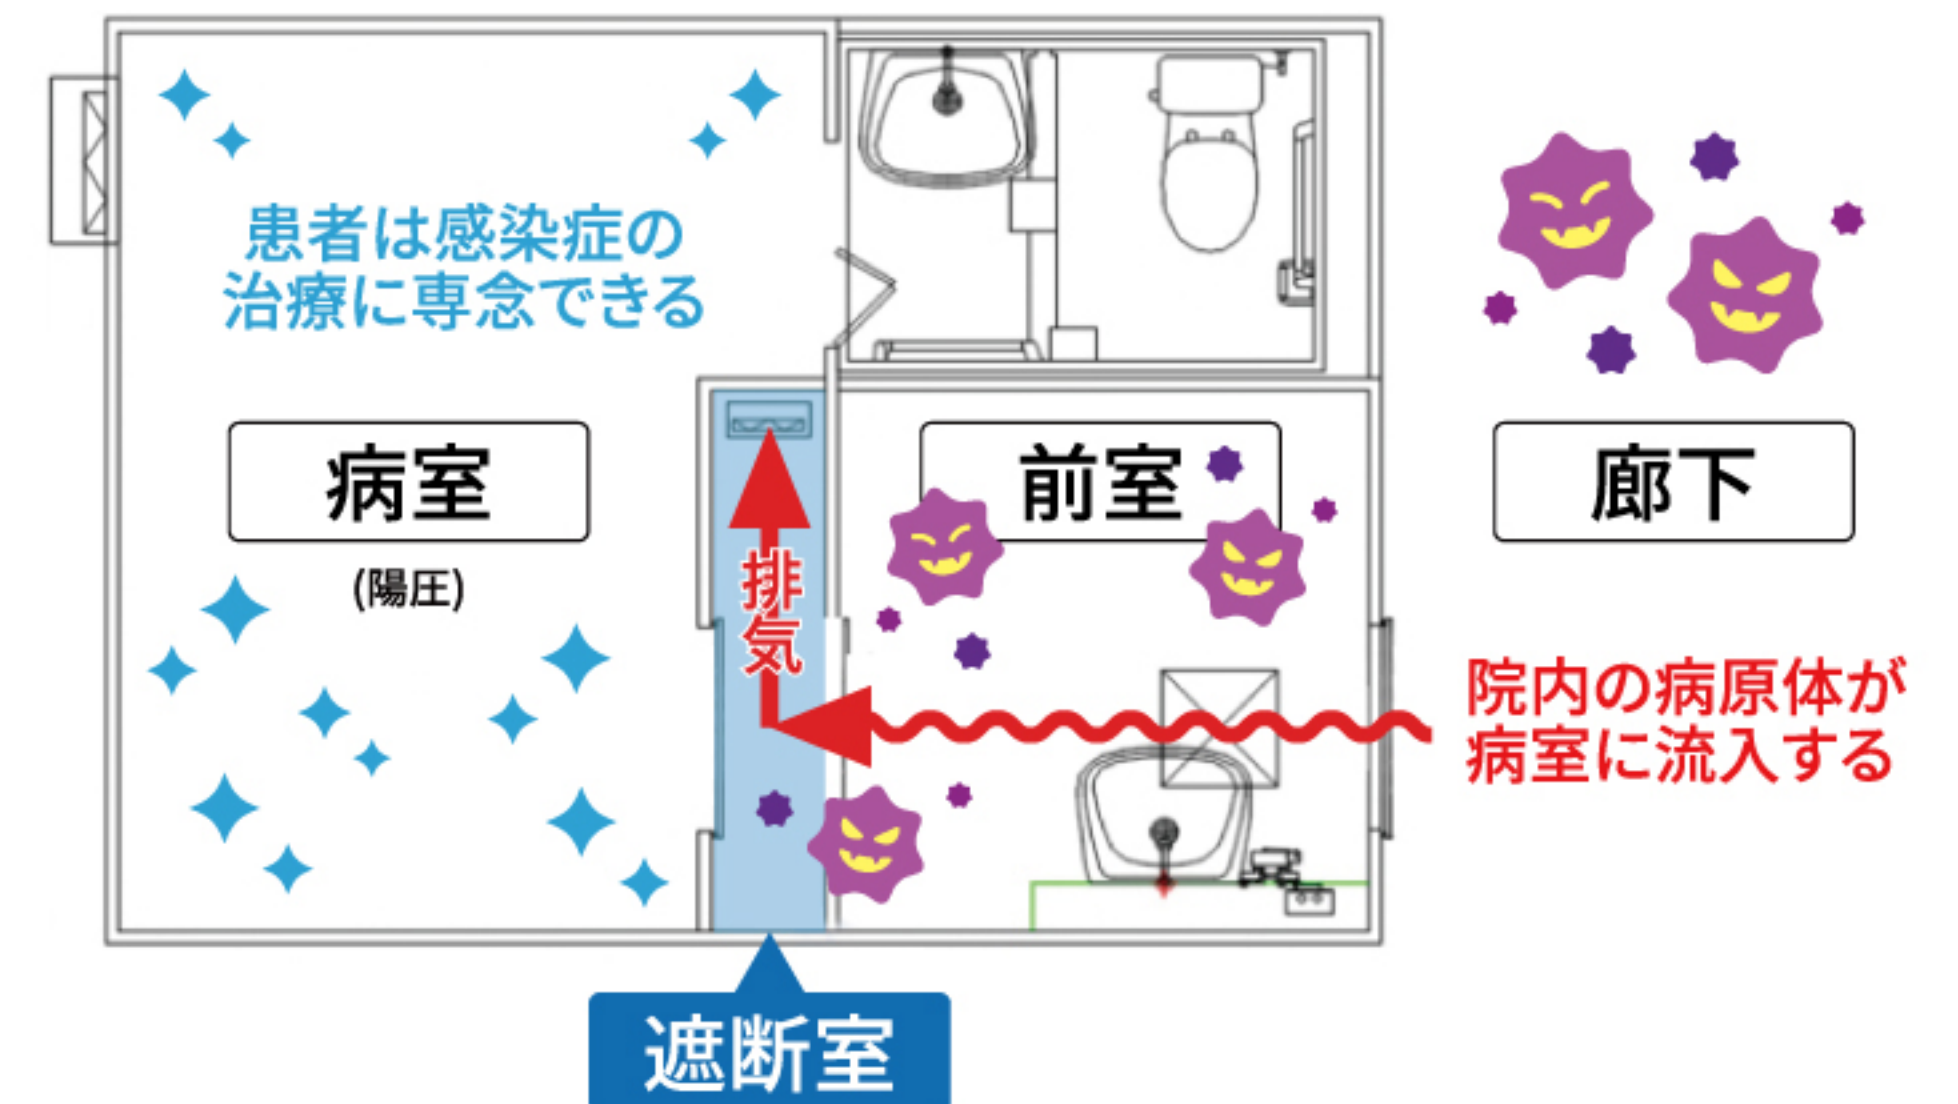 患者は感染症の
治療に専念できる
病室
(陽圧)
排気
前室
廊下
院内の病原体が
病室に流入する
遮断室